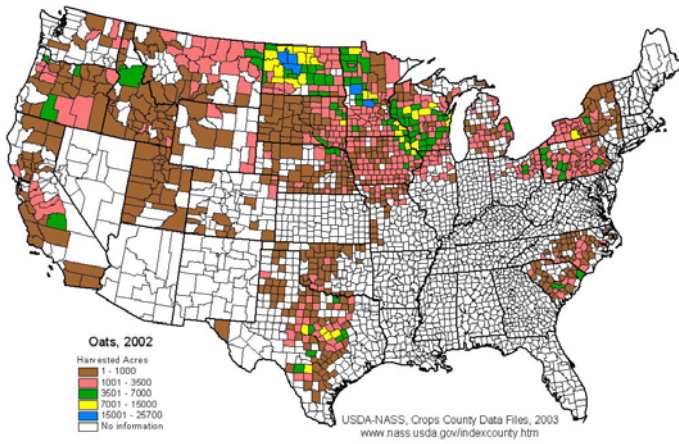 Oats, 2002
Harvested Acres
1 - 1000
1001 - 3500
3501 - 7000
7001 - 15000
15001 - 25700
No information
USDA-NASS, Crops County Data Files, 2003
www.nass.usda.gov/indexcounty.htm